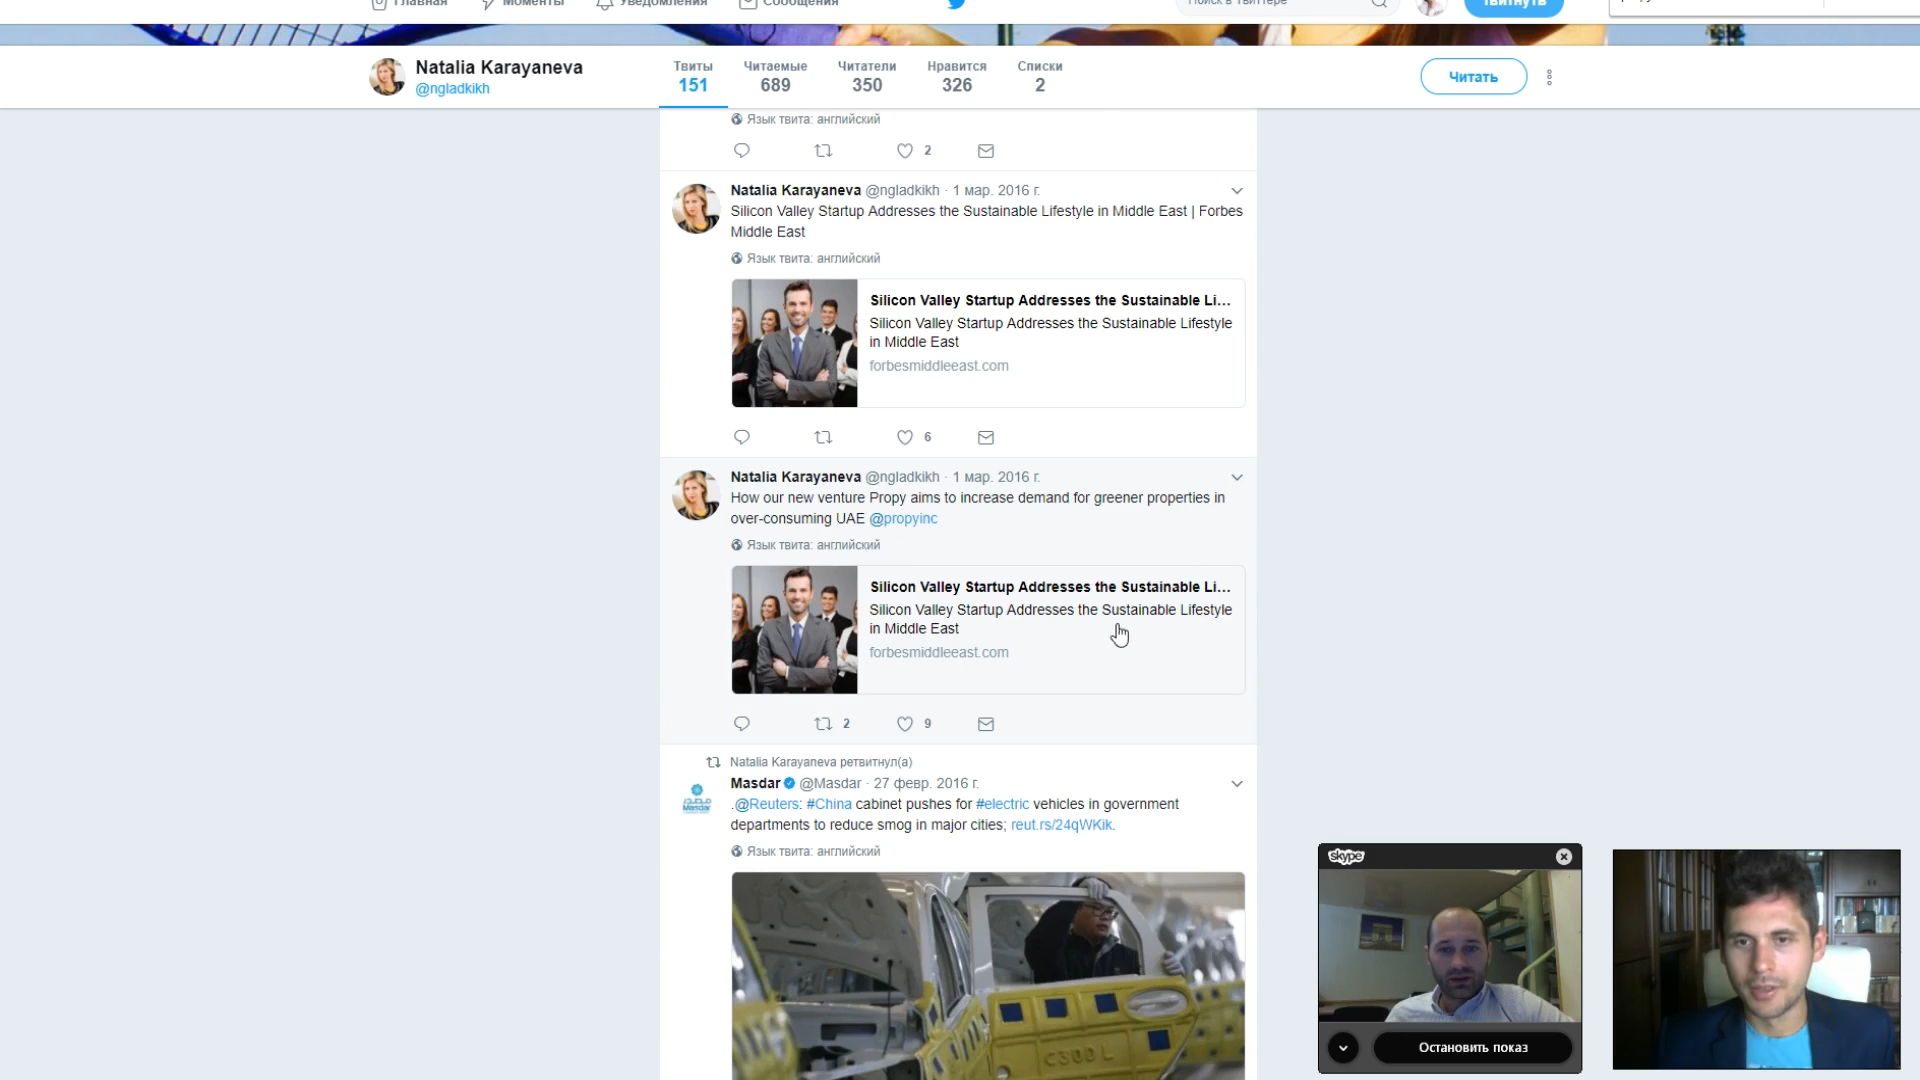 Главная
Моменты
Уведомления
Сообщения
Поиск в Твиттере
Твитнуть
Natalia Karayaneva
@ngladkikh
Твиты
151
Читаемые
689
Читатели
350
Нравится
326
Списки
2
Читать
Язык твита: английский
2
Natalia Karayaneva @ngladkikh · 1 мар. 2016 г.
Silicon Valley Startup Addresses the Sustainable Lifestyle in Middle East | Forbes
Middle East
Язык твита: английский
Silicon Valley Startup Addresses the Sustainable Li...
Silicon Valley Startup Addresses the Sustainable Lifestyle
in Middle East
forbesmiddleeast.com
6
Natalia Karayaneva @ngladkikh · 1 мар. 2016 г.
How our new venture Propy aims to increase demand for greener properties in
over-consuming UAE @propyinc
Язык твита: английский
Silicon Valley Startup Addresses the Sustainable Li...
Silicon Valley Startup Addresses the Sustainable Lifestyle
in Middle East
forbesmiddleeast.com
2
9
Natalia Karayaneva ретвитнул(а)
Masdar @Masdar · 27 февр. 2016 г.
.@Reuters: #China cabinet pushes for #electric vehicles in government
departments to reduce smog in major cities; reut.rs/24qWKik.
Язык твита: английский
C30D L
skype
Остановить показ